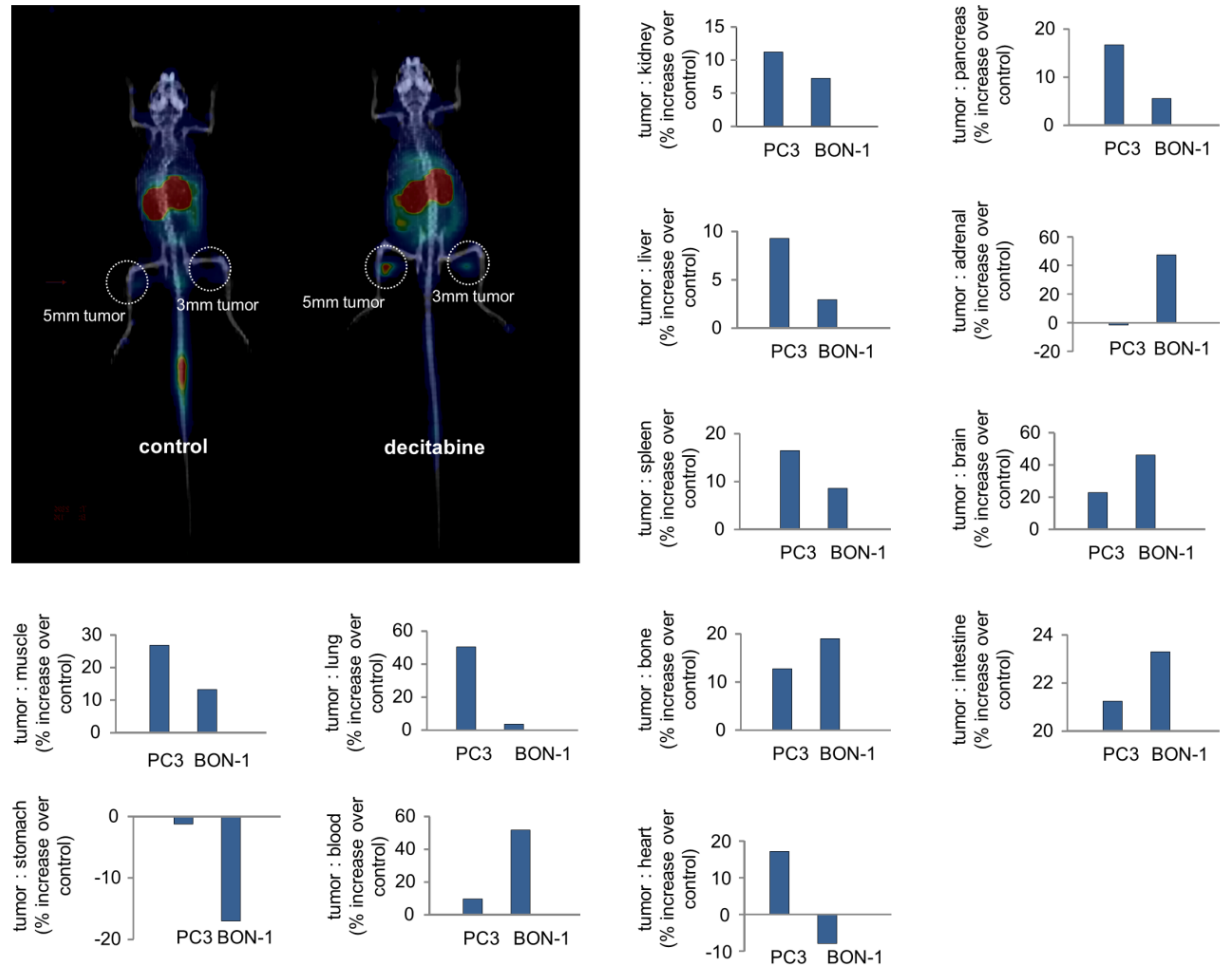 5mm tumor
3mm tumor
control
5mm tumor
3mm tumor
decitabine
tumor : kidney
(% increase over
control)
15
10
5
0
PC3 BON-1
tumor : pancreas
(% increase over
control)
20
10
0
PC3 BON-1
tumor : liver
(% increase over
control)
10
5
0
PC3 BON-1
tumor : adrenal
(% increase over
control)
60
40
20
0
-20
PC3 BON-1
tumor : spleen
(% increase over
control)
20
10
0
PC3 BON-1
tumor : brain
(% increase over
control)
60
40
20
0
PC3 BON-1
tumor : muscle
(% increase over
control)
30
20
10
0
PC3 BON-1
tumor : lung
(% increase over
control)
60
40
20
0
PC3 BON-1
tumor : bone
(% increase over
control)
20
10
0
PC3 BON-1
tumor : intestine
(% increase over
control)
24
22
20
PC3 BON-1
tumor : stomach
(% increase over
control)
0
-10
-20
PC3 BON-1
tumor : blood
(% increase over
control)
60
40
20
0
PC3 BON-1
tumor : heart
(% increase over
control)
20
10
0
-10
PC3 BON-1